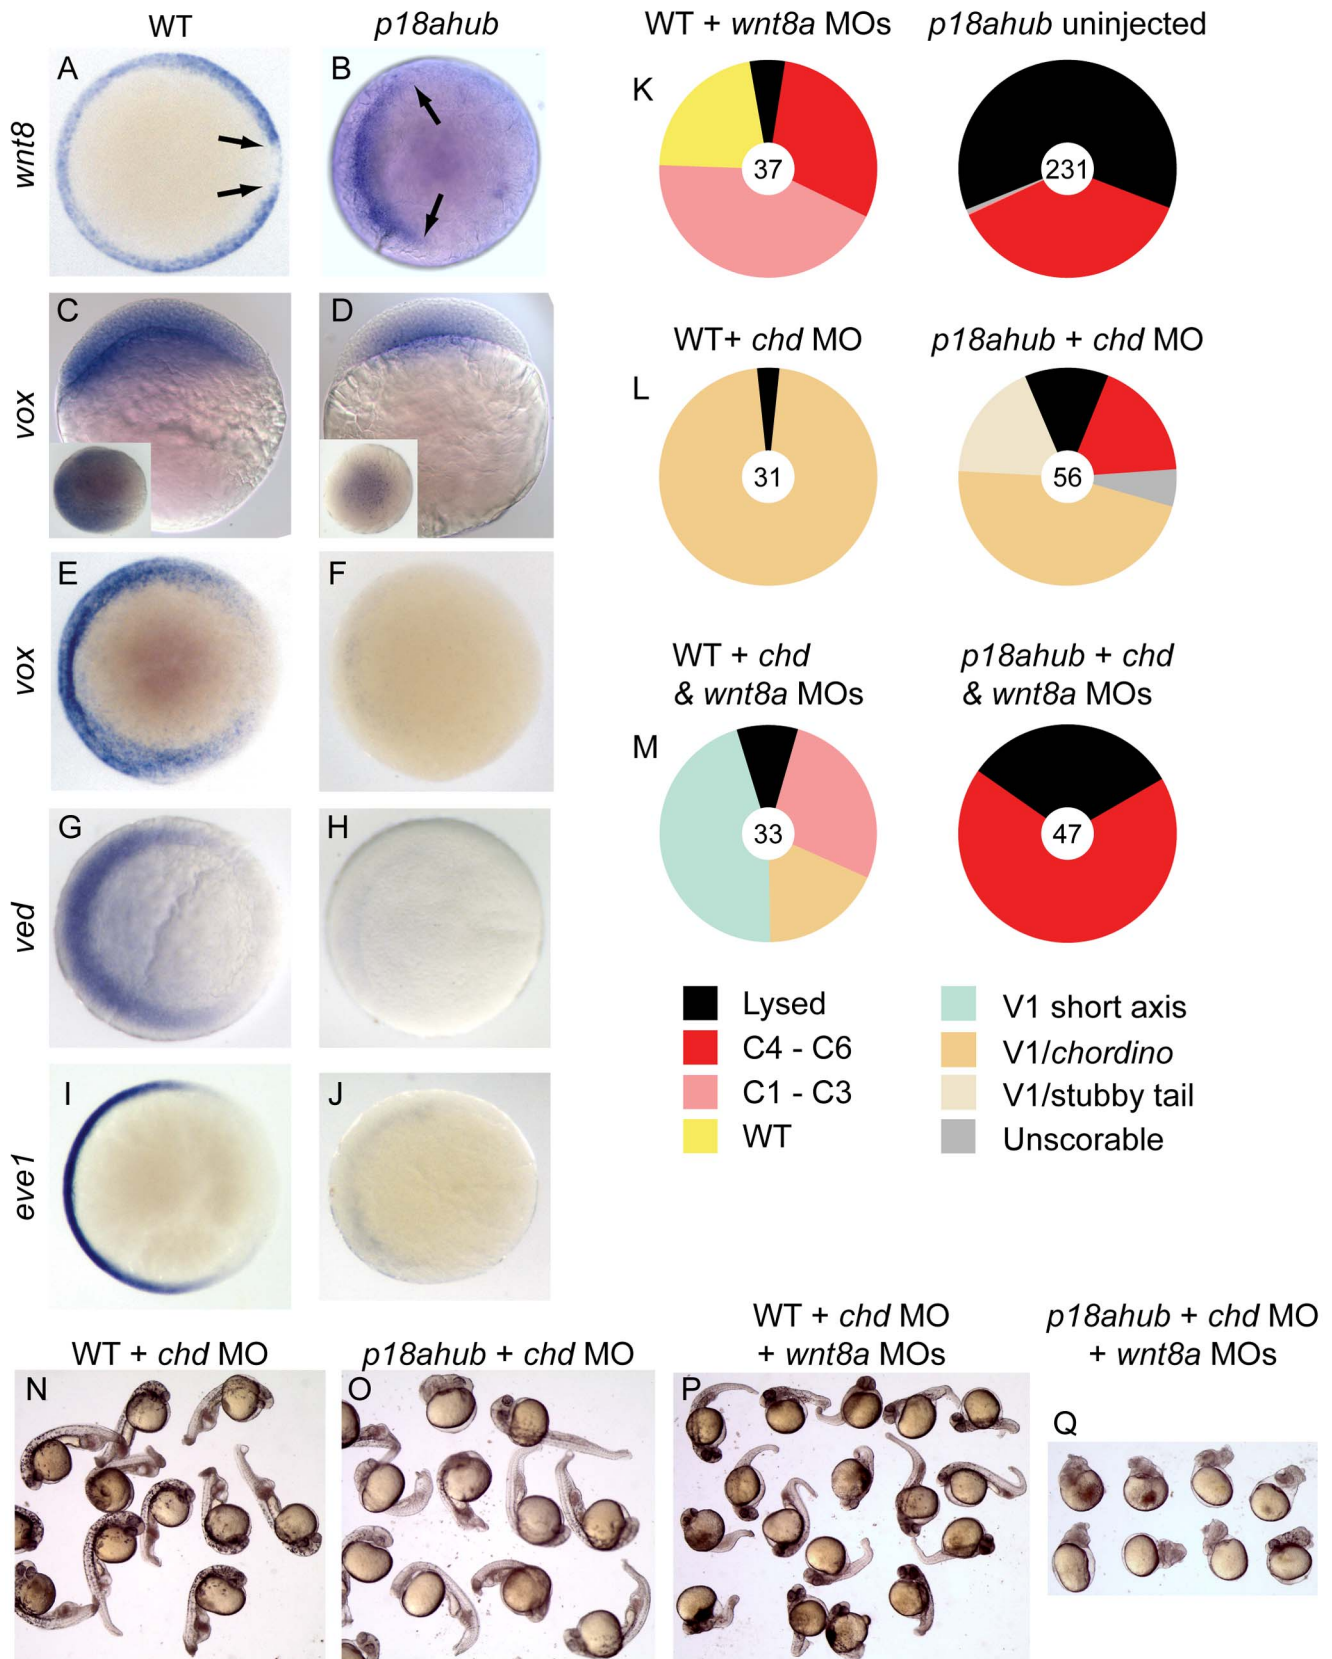 WT
p18ahub
WT + wnt8a MOs
p18ahub uninjected
A
B
wnt8
K
37
231
C
D
vox
WT+ chd MO
p18ahub + chd MO
L
31
56
E
F
vox
WT + chd
& wnt8a MOs
p18ahub + chd
& wnt8a MOs
M
33
47
G
H
ved
Lysed
C4 - C6
C1 - C3
WT
V1 short axis
V1/chordino
V1/stubby tail
Unscorable
I
J
eve1
WT + chd MO
p18ahub + chd MO
WT + chd MO
+ wnt8a MOs
p18ahub + chd MO
+ wnt8a MOs
N
O
P
Q